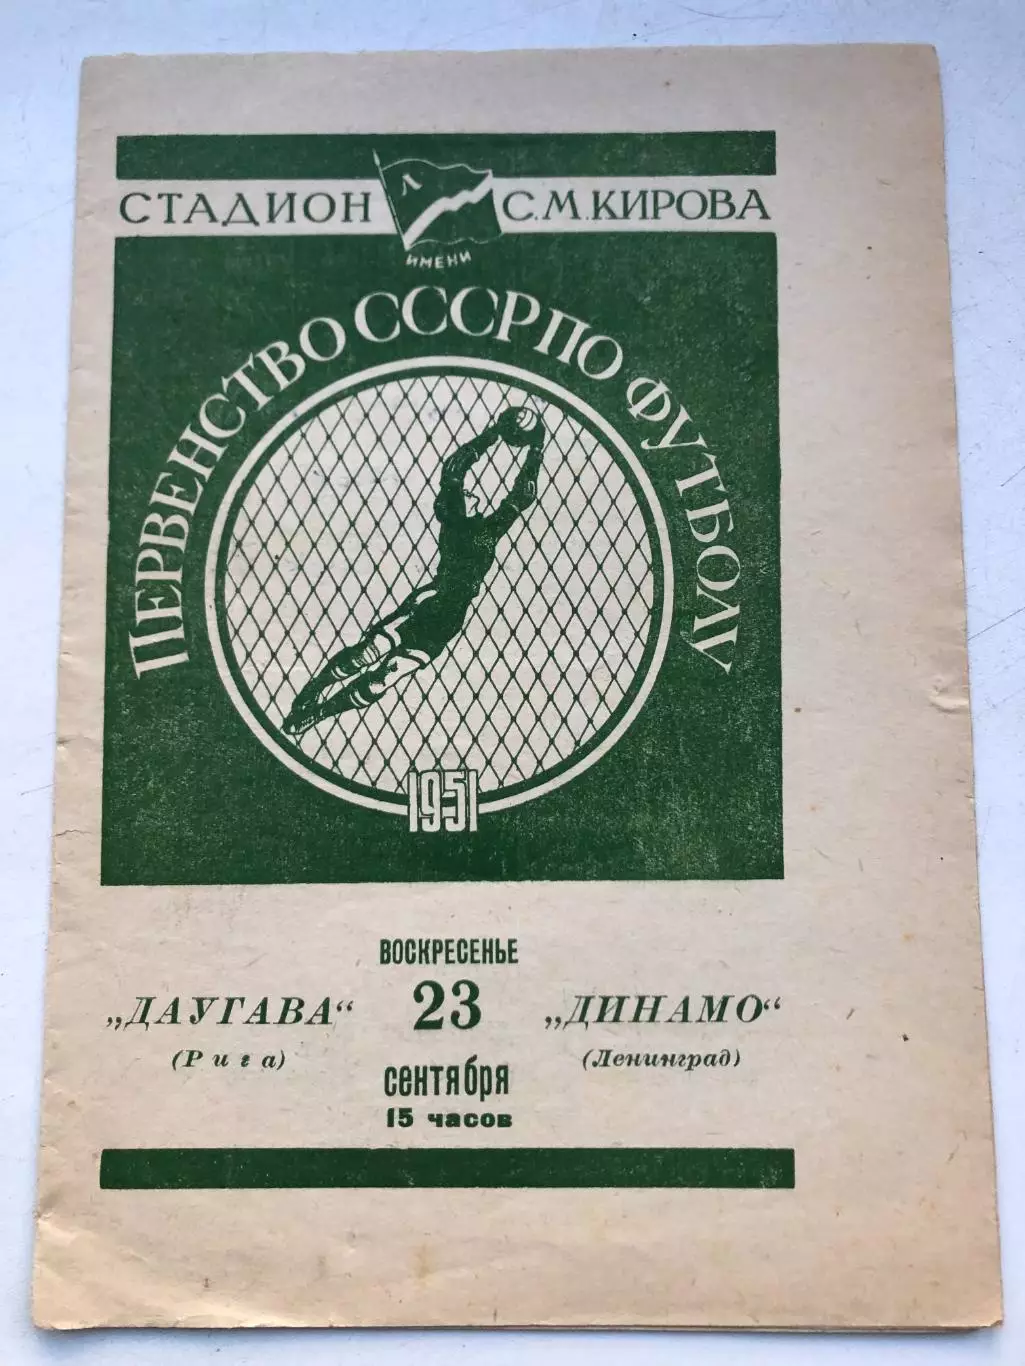 СТАДИОН
Л
ИМЕНИ
С.М.КИРОВА
ПЕРВЕНСТВО СССР ПО ФУТБОЛУ
1951
ВОСКРЕСЕНЬЕ
23
сентября
15 часов
„ДАУГАВА“
(Рига)
„ДИНАМО“
(Ленинград)